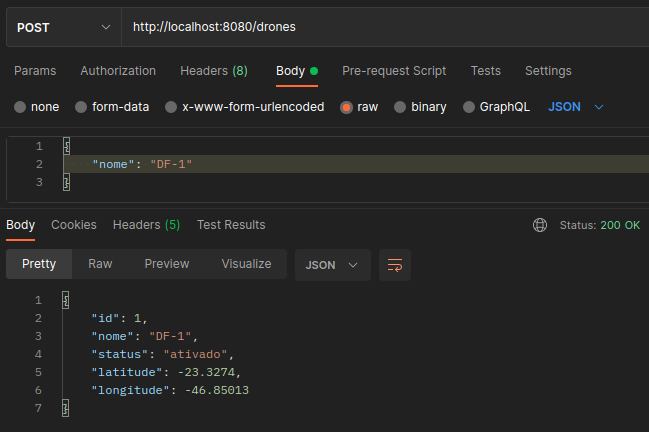 POST http://localhost:8080/drones
Params Authorization Headers (8) Body Pre-request Script Tests Settings
none form-data x-www-form-urlencoded raw binary GraphQL JSON
1 {
2 "nome": "DF-1"
3 }
Body Cookies Headers (5) Test Results Status: 200 OK
Pretty Raw Preview Visualize JSON
1 {
2 "id": 1,
3 "nome": "DF-1",
4 "status": "ativado",
5 "latitude": -23.3274,
6 "longitude": -46.85013
7 }